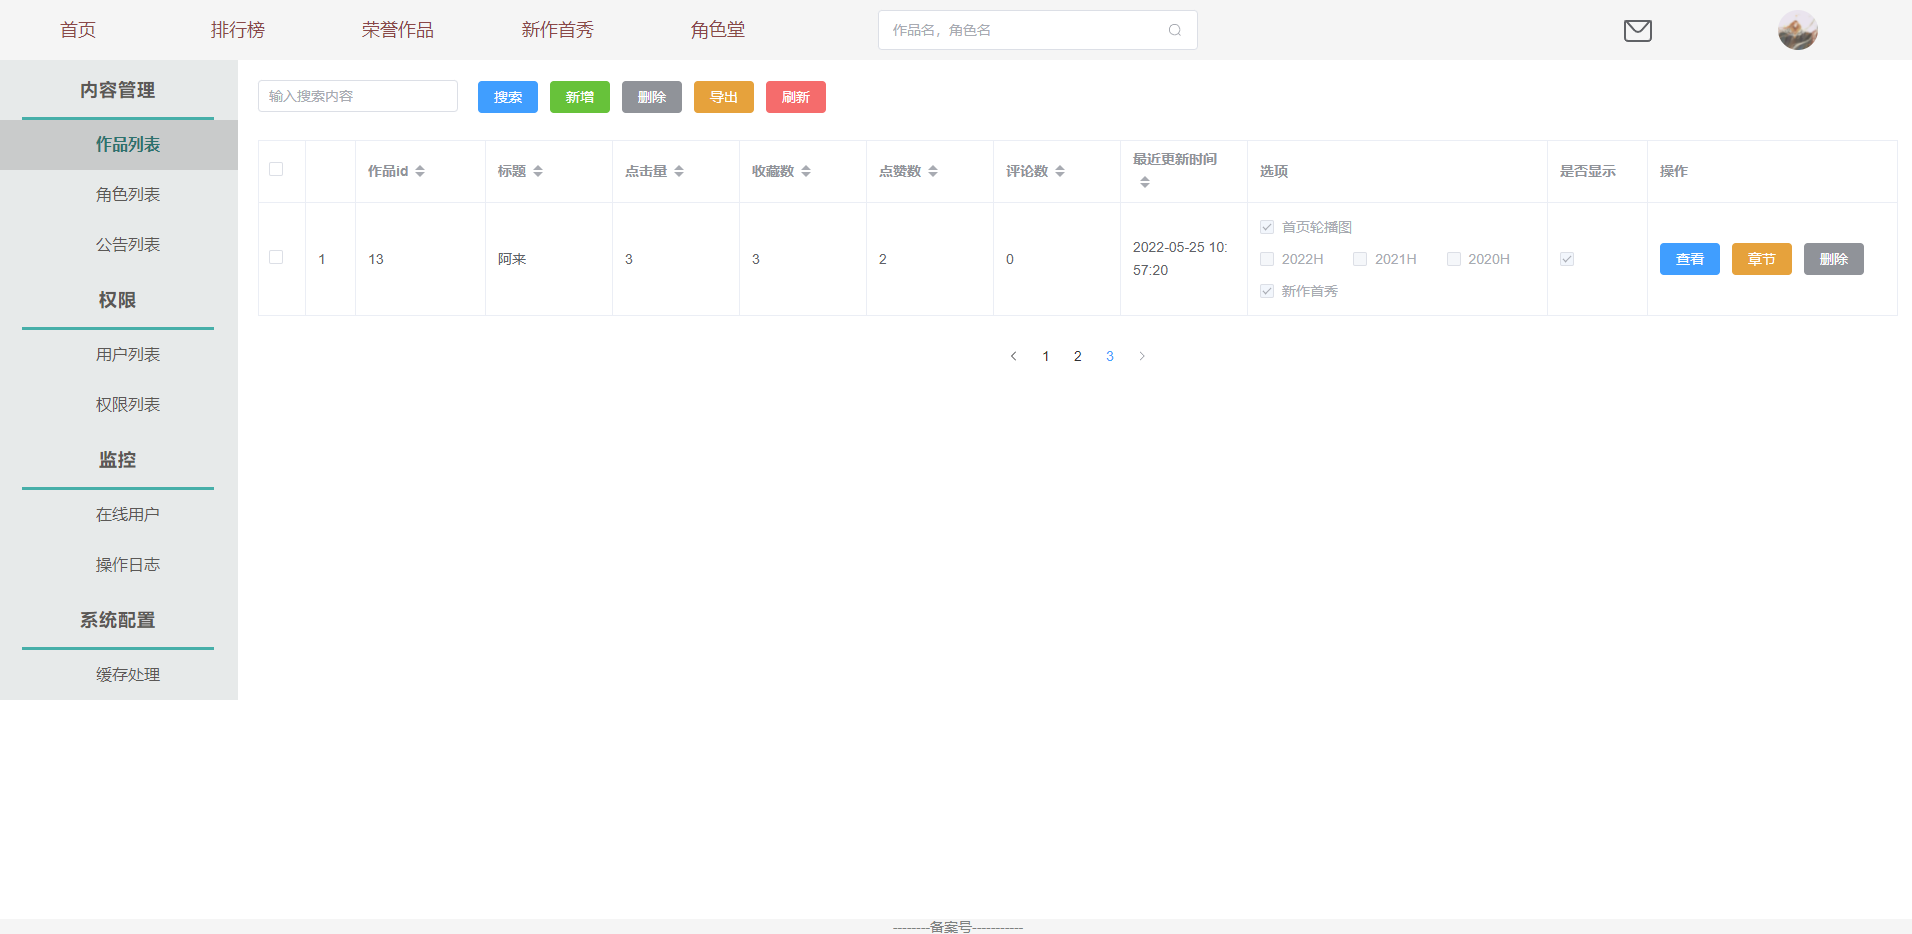 首页 排行榜 荣誉作品 新作首秀 角色堂 作品名，角色名
内容管理
作品列表
角色列表
公告列表
权限
用户列表
权限列表
监控
在线用户
操作日志
系统配置
缓存处理
输入搜索内容 搜索 新增 删除 导出 刷新
作品id 标题 点击量 收藏数 点赞数 评论数 最近更新时间 选项 是否显示 操作
1 13 阿来 3 3 2 0
2022-05-25 10:
57:20
首页轮播图
2022H 2021H 2020H
新作首秀
查看 章节 删除
1 2 3
--------备案号-----------